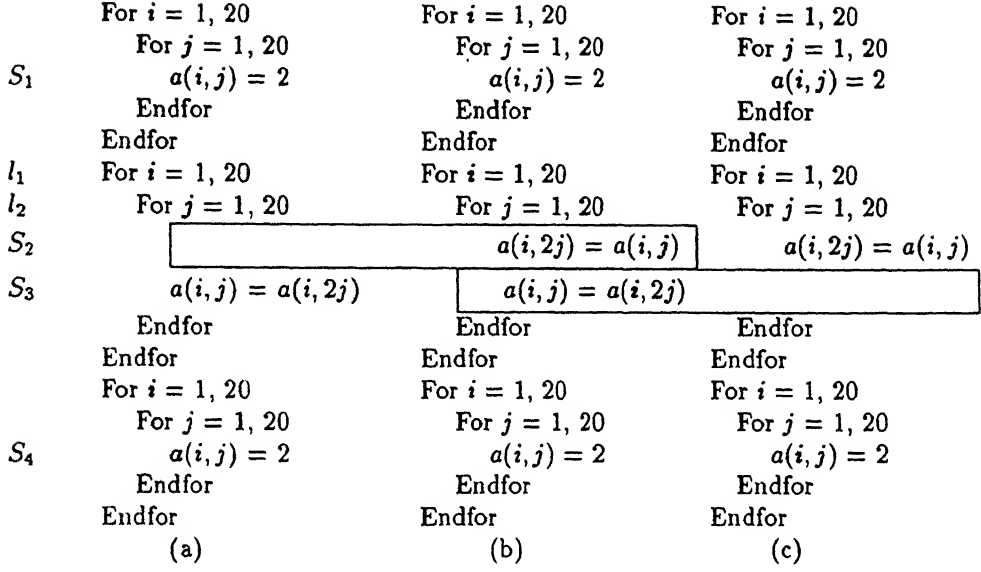 For i = 1, 20 For i = 1, 20 For i = 1, 20
For j = 1, 20 For j = 1, 20 For j = 1, 20
S₁ a(i, j) = 2 a(i, j) = 2 a(i, j) = 2
Endfor Endfor Endfor
Endfor Endfor Endfor
l₁ For i = 1, 20 For i = 1, 20 For i = 1, 20
l₂ For j = 1, 20 For j = 1, 20 For j = 1, 20
S₂ a(i, 2j) = a(i, j) a(i, 2j) = a(i, j)
S₃ a(i, j) = a(i, 2j) a(i, j) = a(i, 2j)
Endfor Endfor Endfor
Endfor Endfor Endfor
For i = 1, 20 For i = 1, 20 For i = 1, 20
For j = 1, 20 For j = 1, 20 For j = 1, 20
S₄ a(i, j) = 2 a(i, j) = 2 a(i, j) = 2
Endfor Endfor Endfor
Endfor Endfor Endfor
(a) (b) (c)